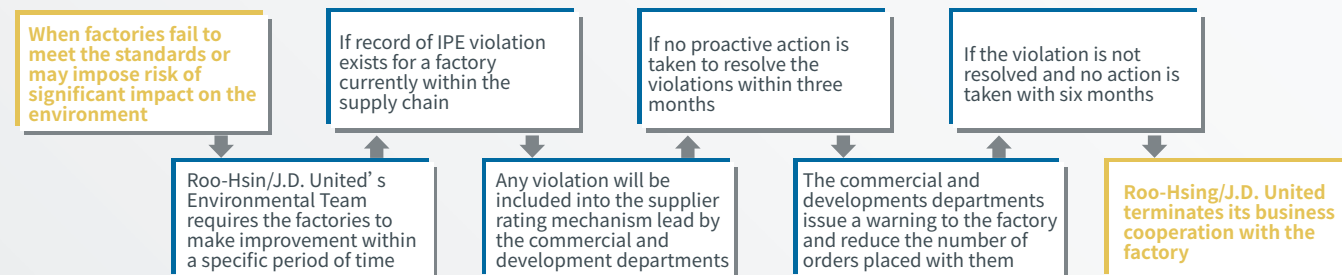 When factories fail to
meet the standards or
may impose risk of
significant impact on the
environment
Roo-Hsin/J.D. United's
Environmental Team
requires the factories to
make improvement within
a specific period of time
If record of IPE violation
exists for a factory
currently within the
supply chain
Any violation will be
included into the supplier
rating mechanism lead by
the commercial and
development departments
If no proactive action is
taken to resolve the
violations within three
months
The commercial and
developments departments
issue a warning to the factory
and reduce the number of
orders placed with them
If the violation is not
resolved and no action is
taken with six months
Roo-Hsing/J.D. United
terminates its business
cooperation with the
factory